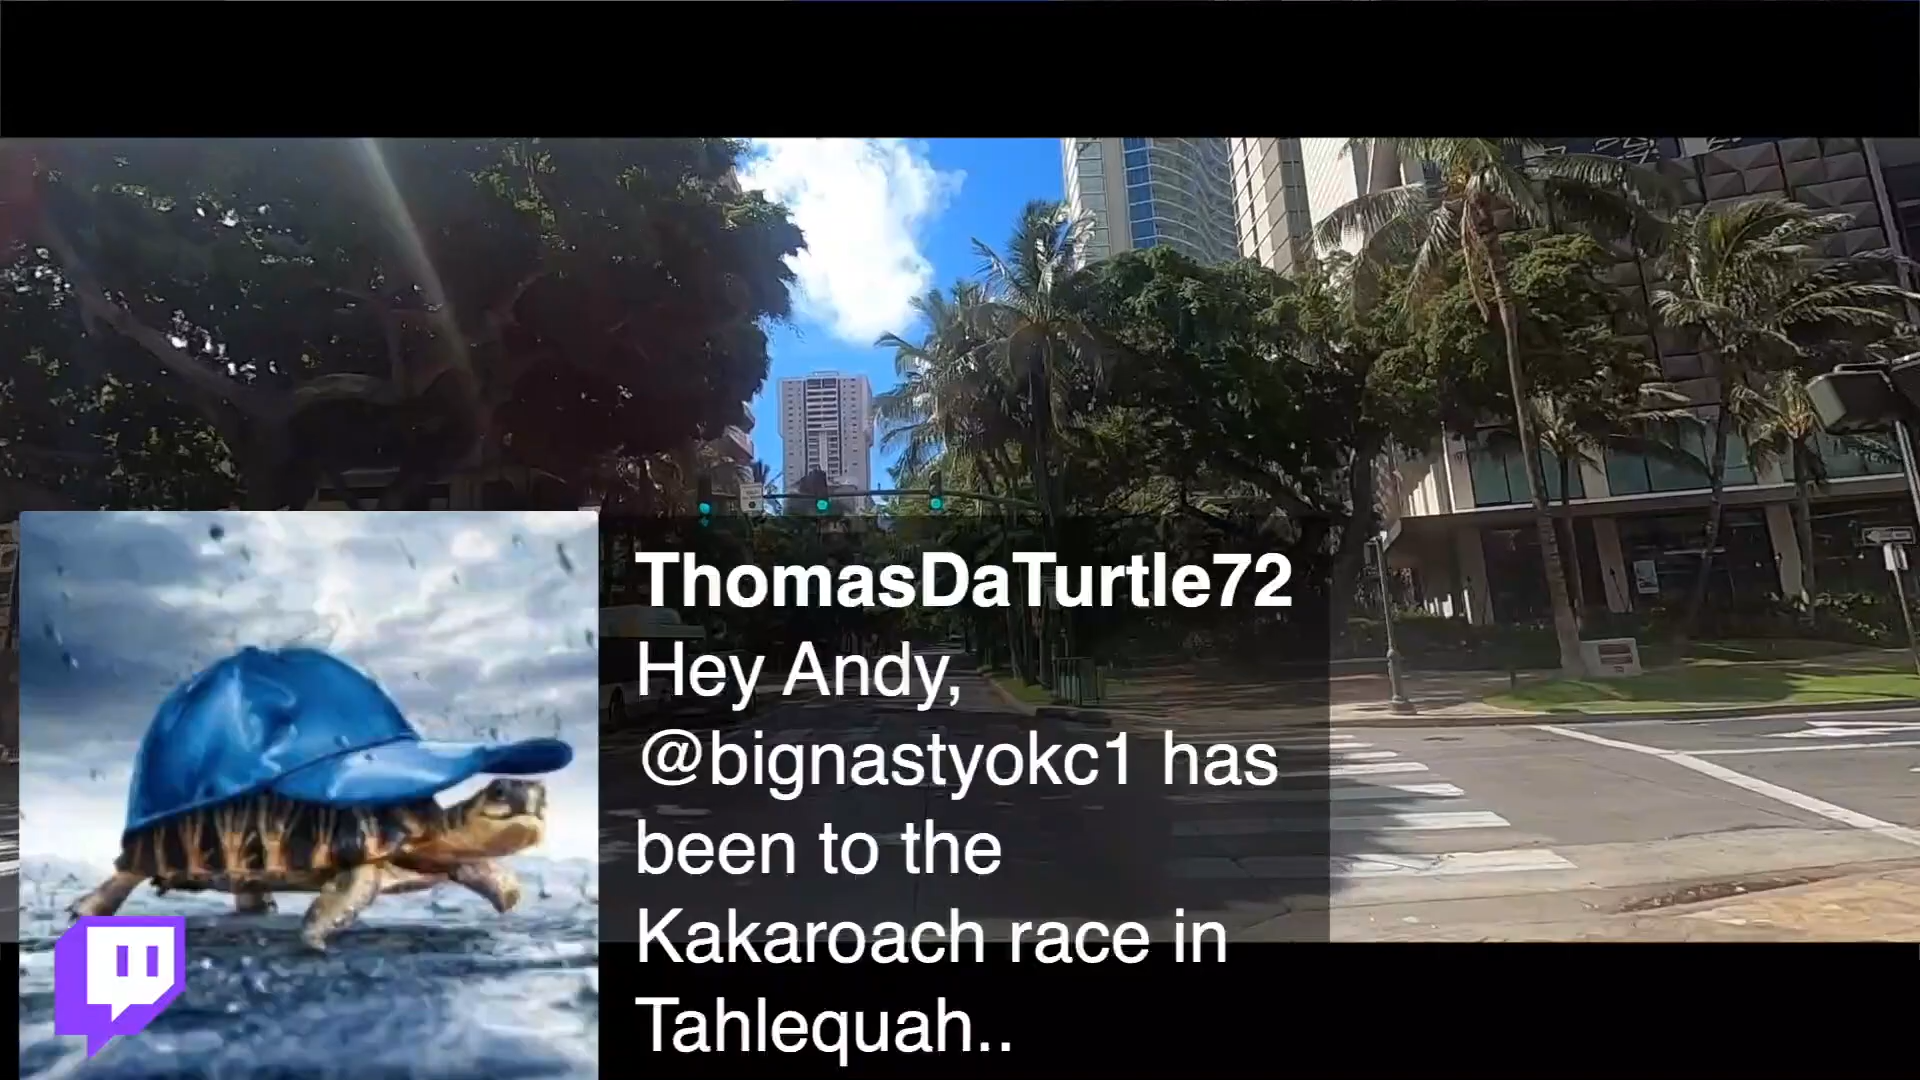 ThomasDaTurtle72
Hey Andy,
@bignastyokc1 has
been to the
Kakaroach race in
Tahlequah..